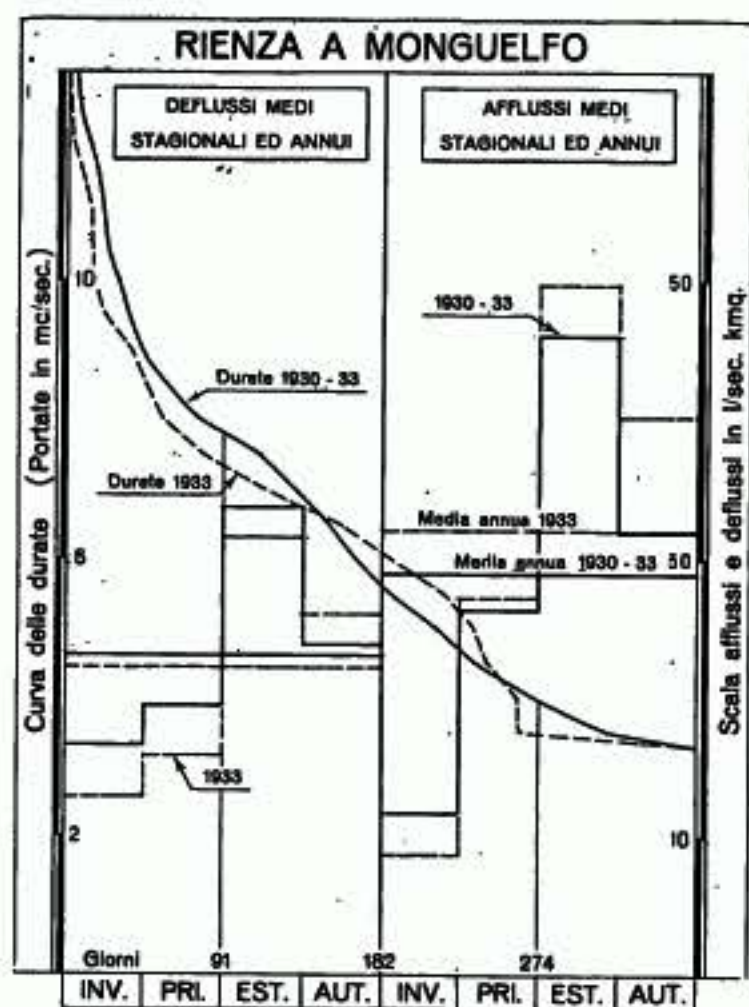 RIENZA A MONGUELFO
DEFLUSSI MEDI
STAGIONALI ED ANNUI
AFFLUSSI MEDI
STAGIONALI ED ANNUI
Curva delle durate (Portate in mc/sec.)
10
6
2
50
50
10
Scala afflussi e deflussi in l/sec. kmq.
1930 - 33
Durate 1930 - 33
Durate 1933
Media annua 1933
Media annua 1930 - 33
1933
Giorni 91 182 274
INV. PRI. EST. AUT. INV. PRI. EST. AUT.